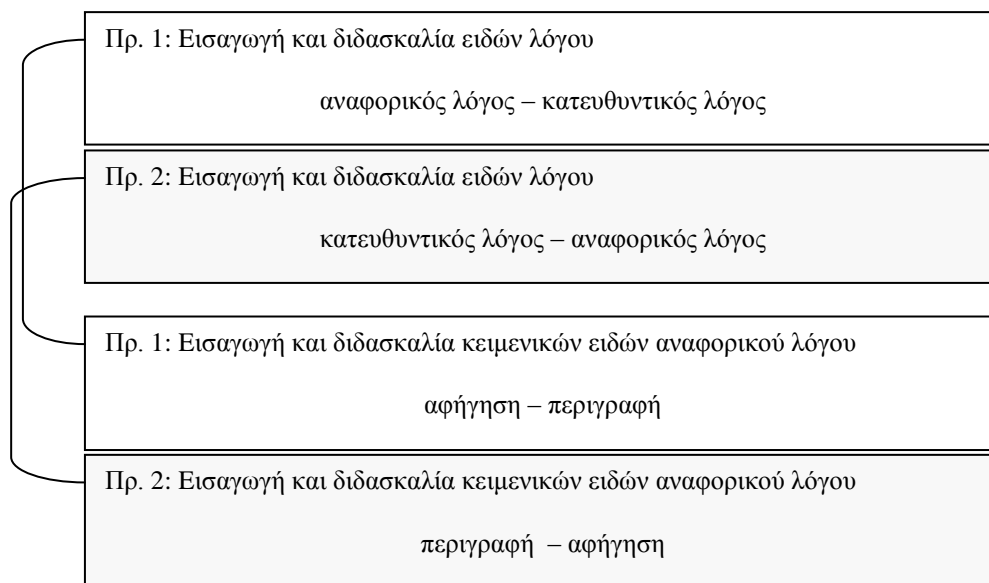 Πρ. 1: Εισαγωγή και διδασκαλία ειδών λόγου
αναφορικός λόγος – κατευθυντικός λόγος
Πρ. 2: Εισαγωγή και διδασκαλία ειδών λόγου
κατευθυντικός λόγος – αναφορικός λόγος
Πρ. 1: Εισαγωγή και διδασκαλία κειμενικών ειδών αναφορικού λόγου
αφήγηση – περιγραφή
Πρ. 2: Εισαγωγή και διδασκαλία κειμενικών ειδών αναφορικού λόγου
περιγραφή – αφήγηση